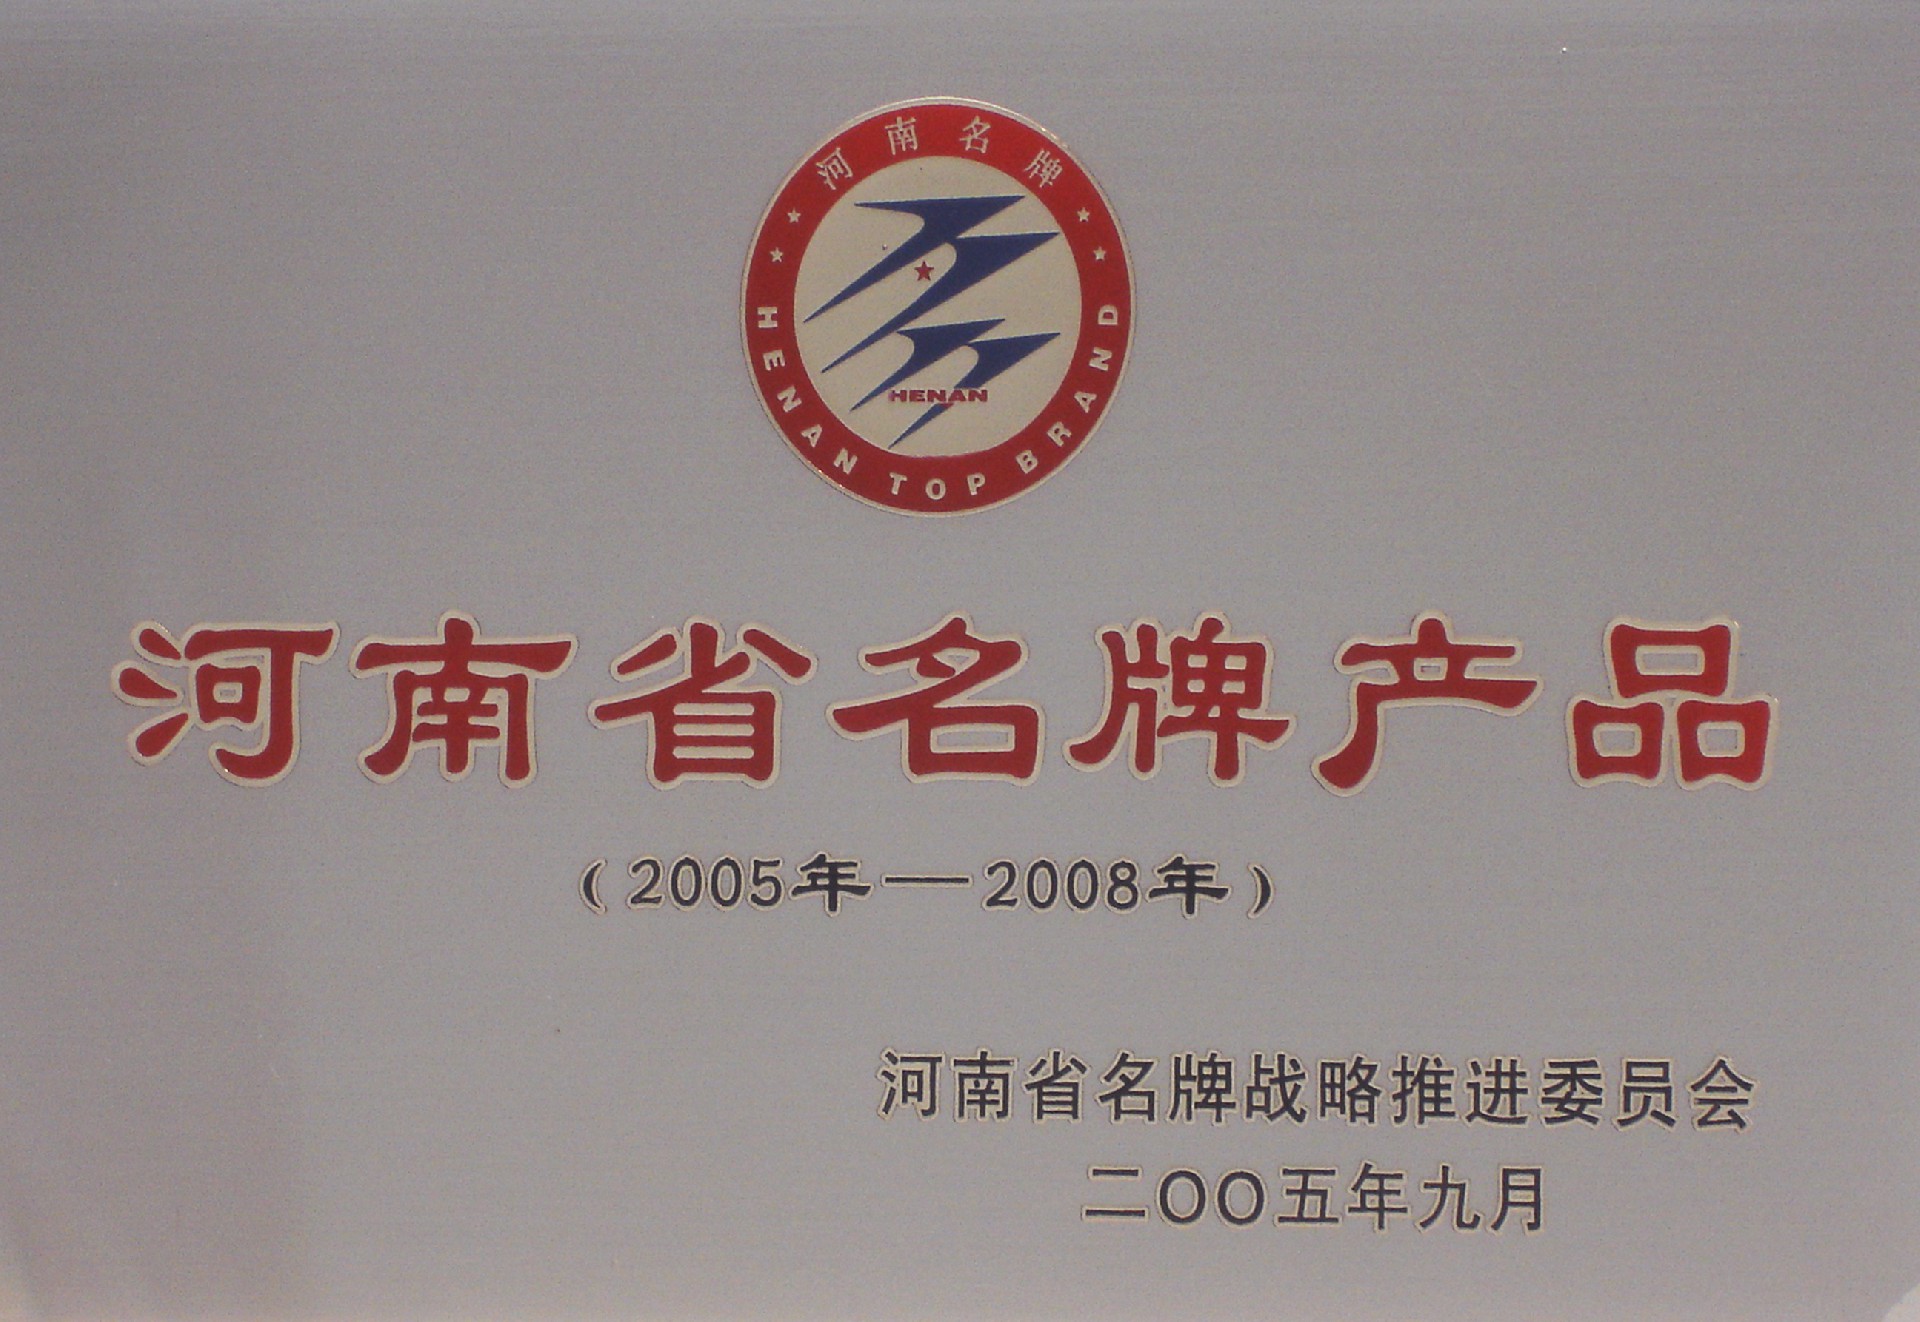 河南名牌
HENAN
HENAN TOP BRAND
河南省名牌产品
（2005年—2008年）
河南省名牌战略推进委员会
二〇〇五年九月